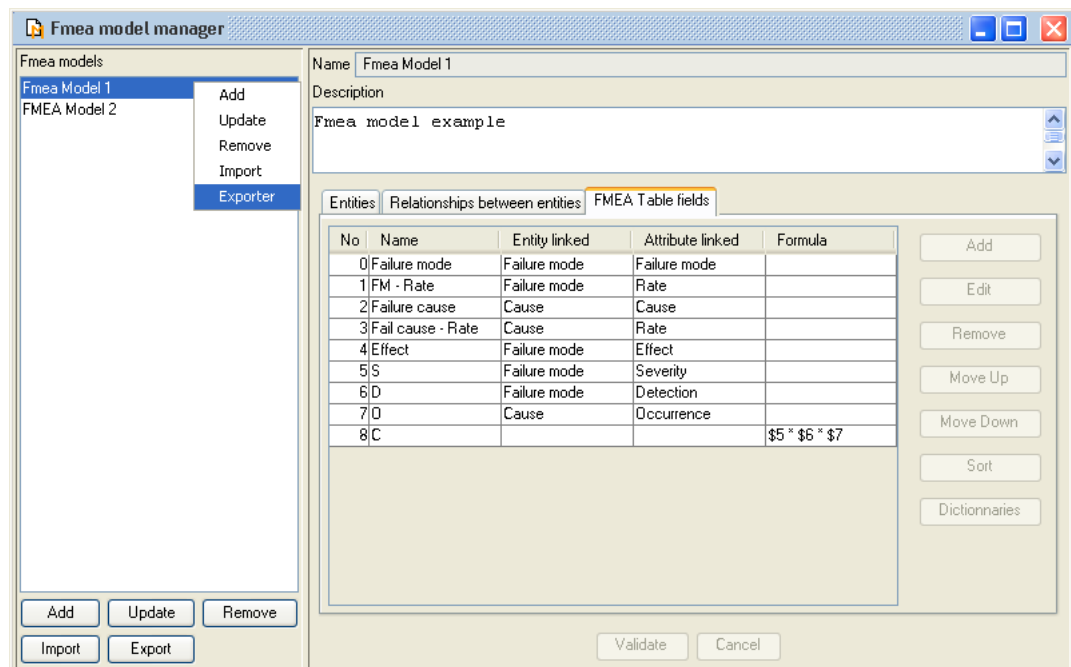 Fmea model manager
Fmea models
Fmea Model 1
FMEA Model 2
Add
Update
Remove
Import
Exporter
Add Update Remove
Import Export
Name Fmea Model 1
Description
Fmea model example
Entities Relationships between entities FMEA Table fields
No Name Entity linked Attribute linked Formula
0 Failure mode Failure mode Failure mode
1 FM - Rate Failure mode Rate
2 Failure cause Cause Cause
3 Fail cause - Rate Cause Rate
4 Effect Failure mode Effect
5 S Failure mode Severity
6 D Failure mode Detection
7 O Cause Occurrence
8 C $5 * $6 * $7
Add
Edit
Remove
Move Up
Move Down
Sort
Dictionnaries
Validate Cancel